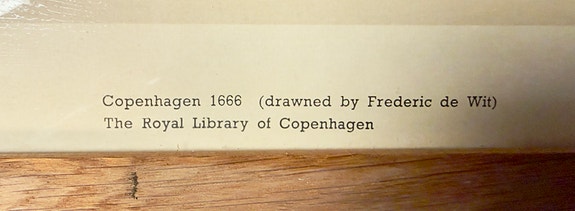 Copenhagen 1666 (drawned by Frederic de Wit)
The Royal Library of Copenhagen